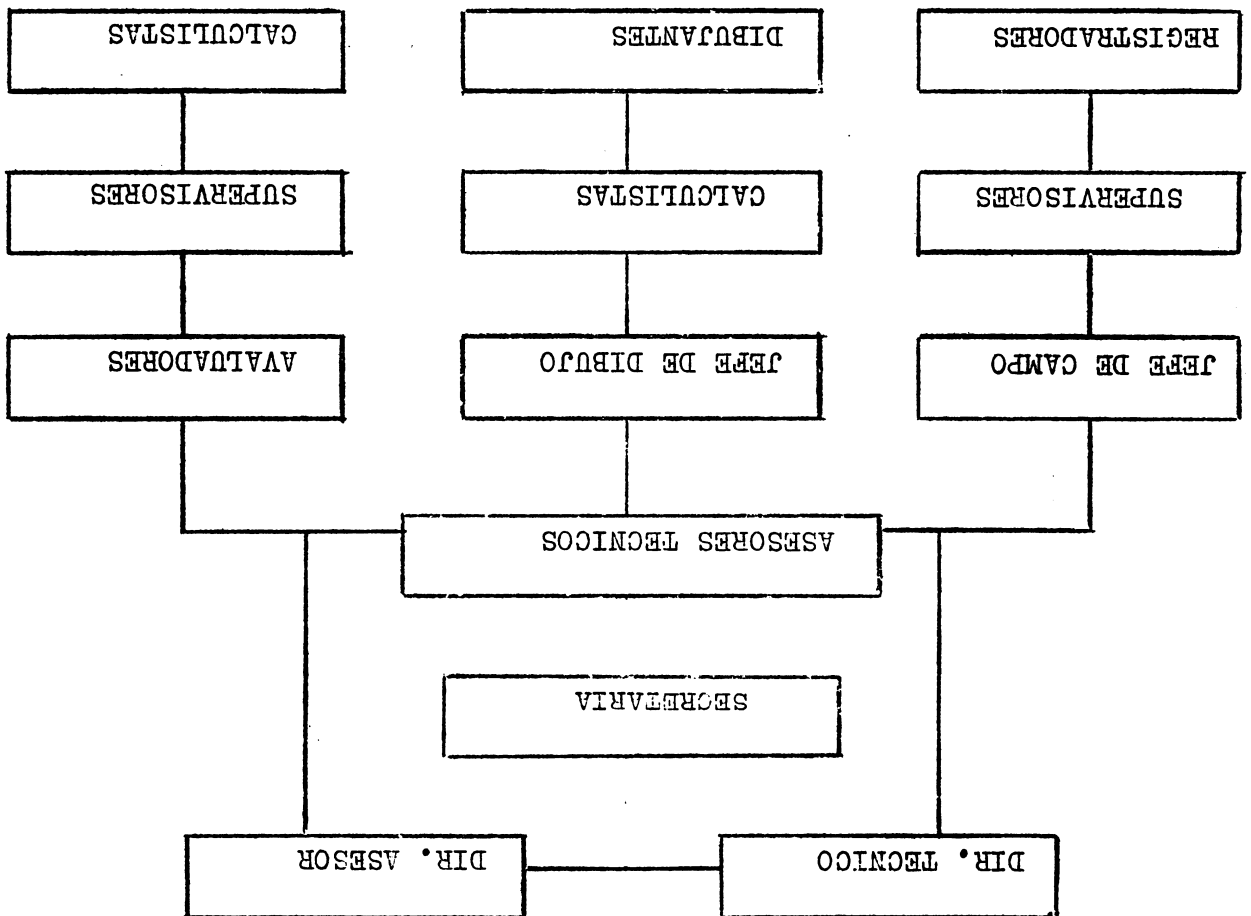 DIR. TECNICO
DIR. ASESOR
SECRETARIA
ASESORES TECNICOS
JEFE DE CAMPO
JEFE DE DIBUJO
AVALUADORES
SUPERVISORES
CALCULISTAS
SUPERVISORES
REGISTRADORES
DIBUJANTES
CALCULISTAS